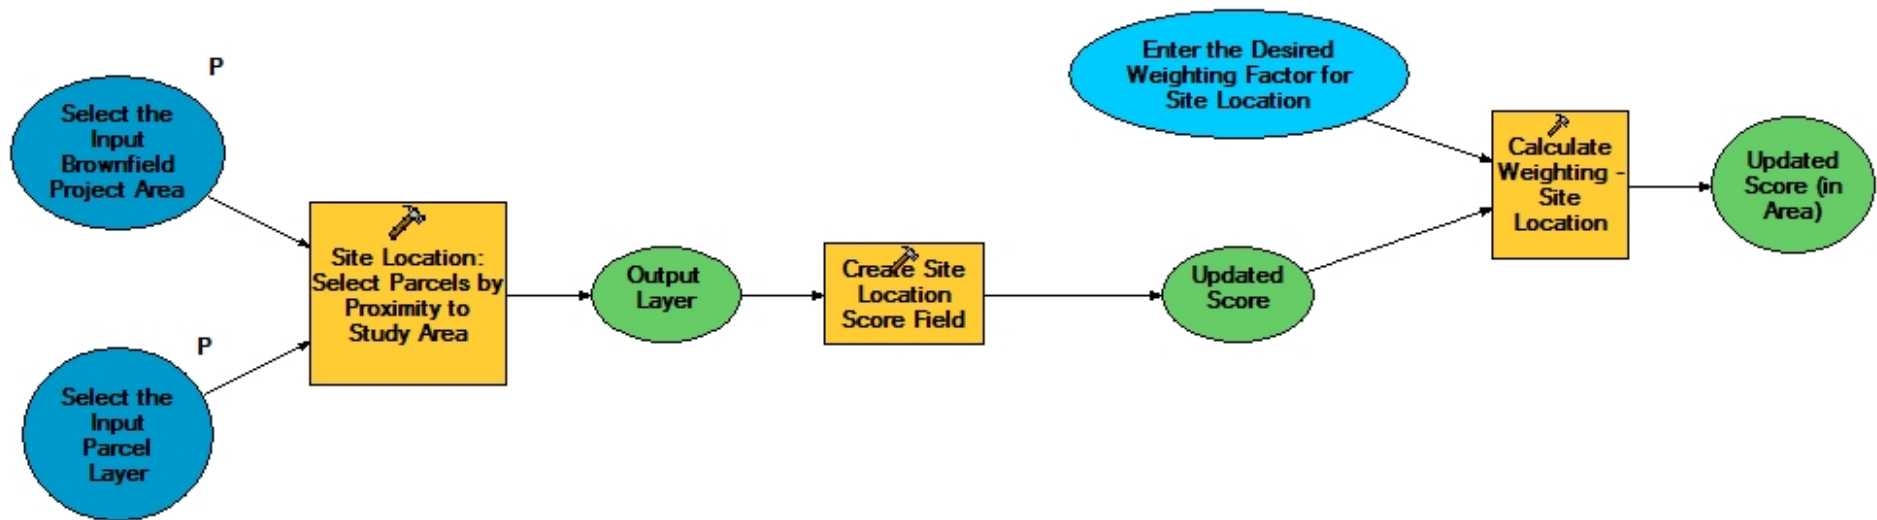 P
Select the
Input
Brownfield
Project Area
P
Select the
Input
Parcel
Layer
Site Location:
Select Parcels by
Proximity to
Study Area
Output
Layer
Create Site
Location
Score Field
Updated
Score
Enter the Desired
Weighting Factor for
Site Location
Calculate
Weighting -
Site
Location
Updated
Score (in
Area)